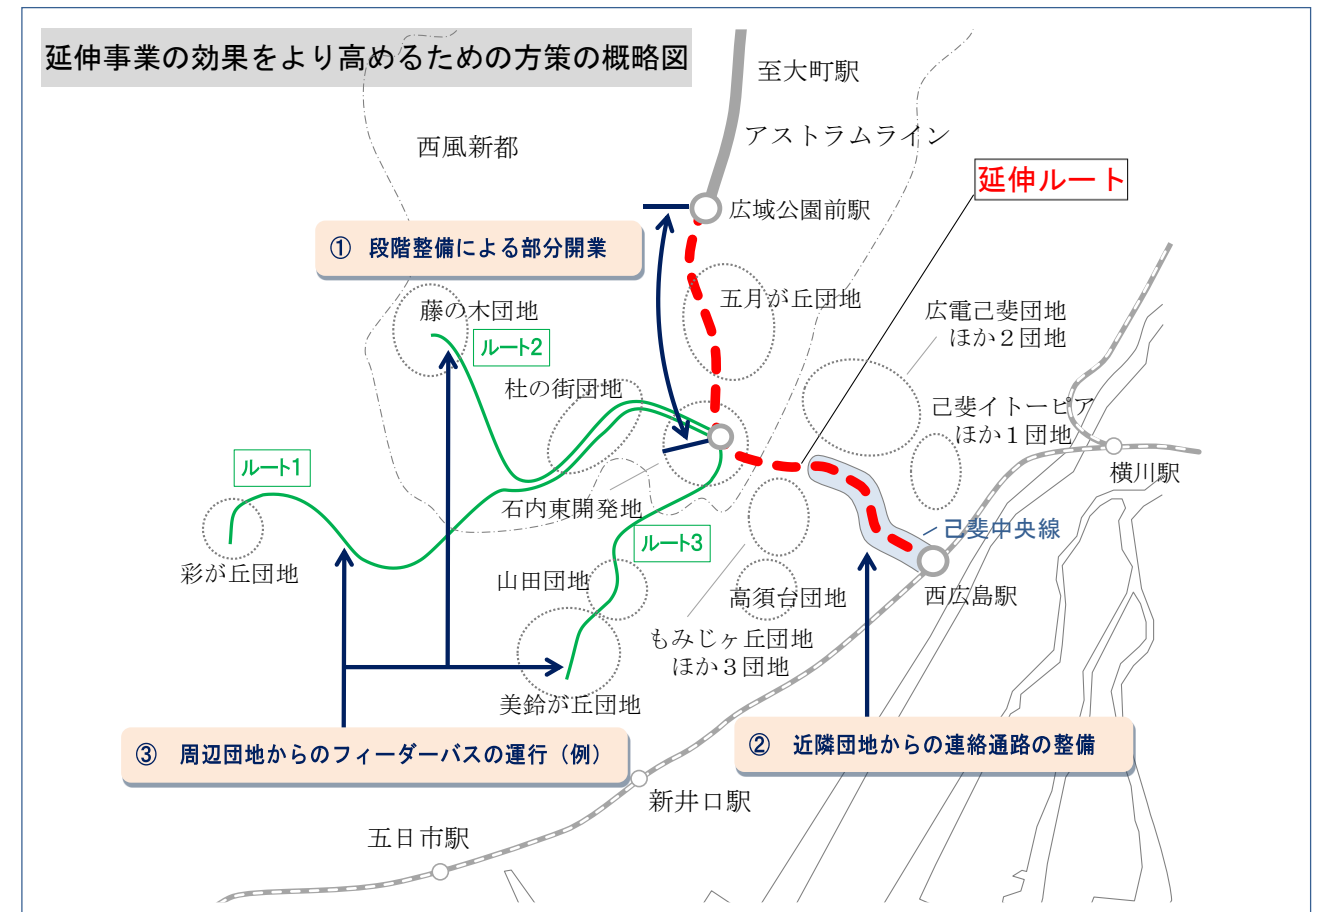 延伸事業の効果をより高めるための方策の概略図
至大町駅
アストラムライン
西風新都
延伸ルート
広域公園前駅
① 段階整備による部分開業
五月が丘団地
藤の木団地
広電己斐団地
ほか２団地
ルート2
杜の街団地
己斐イトーピア
ほか１団地
ルート1
横川駅
石内東開発地
己斐中央線
ルート3
彩が丘団地
山田団地
高須台団地
西広島駅
もみじヶ丘団地
ほか３団地
美鈴が丘団地
③ 周辺団地からのフィーダーバスの運行（例）
② 近隣団地からの連絡通路の整備
新井口駅
五日市駅